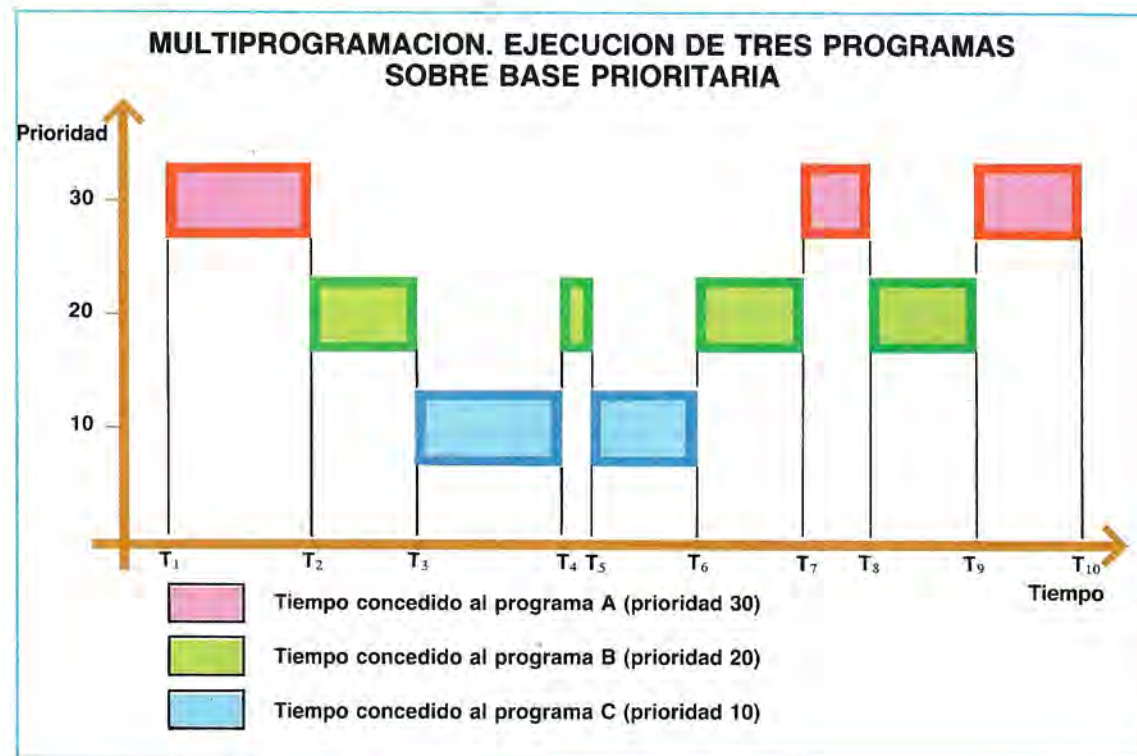 MULTIPROGRAMACION. EJECUCION DE TRES PROGRAMAS
SOBRE BASE PRIORITARIA
Prioridad
30
20
10
T₁ T₂ T₃ T₄ T₅ T₆ T₇ T₈ T₉ T₁₀
Tiempo
Tiempo concedido al programa A (prioridad 30)
Tiempo concedido al programa B (prioridad 20)
Tiempo concedido al programa C (prioridad 10)